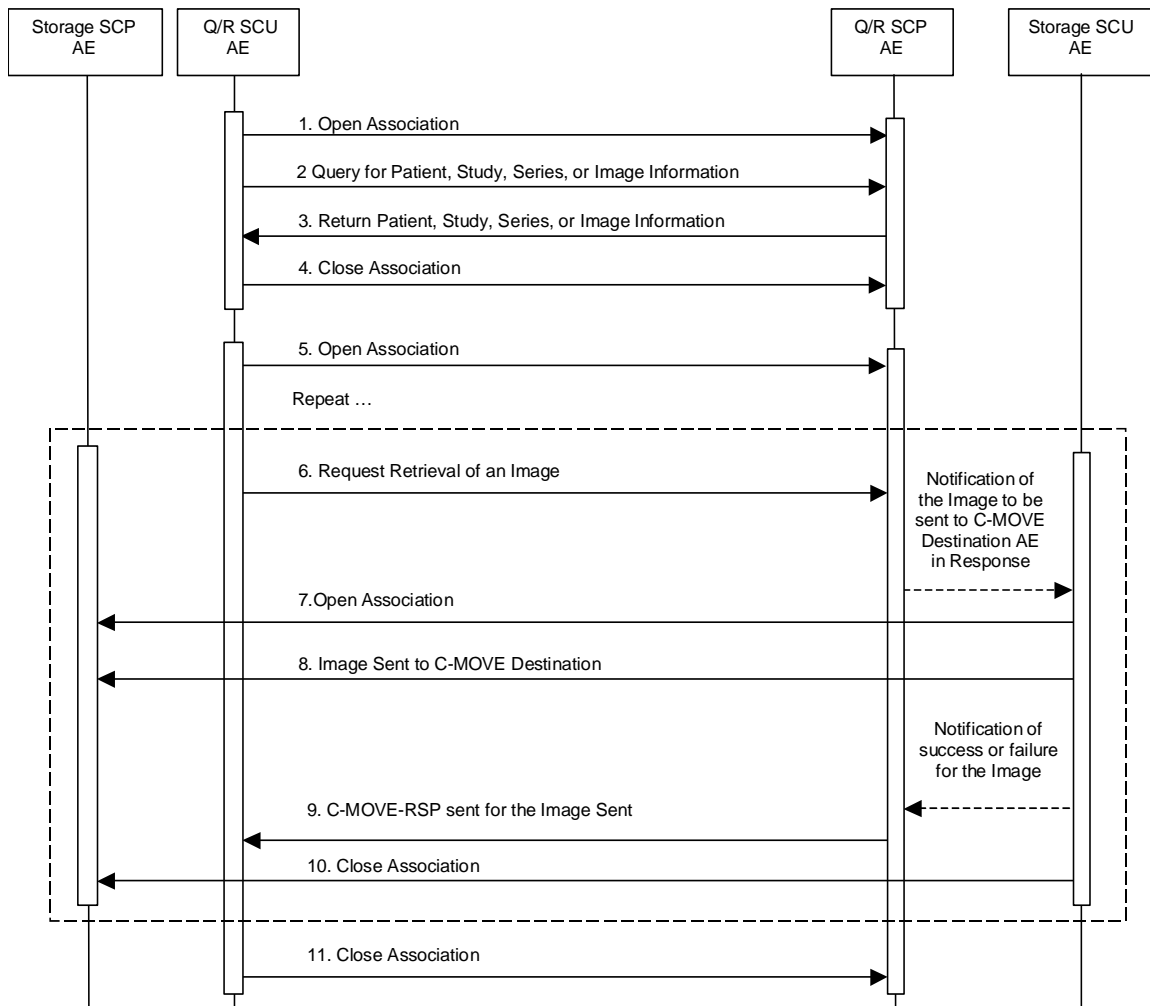 Storage SCP
AE
Q/R SCU
AE
Q/R SCP
AE
Storage SCU
AE
1. Open Association
2 Query for Patient, Study, Series, or Image Information
3. Return Patient, Study, Series, or Image Information
4. Close Association
5. Open Association
Repeat …
6. Request Retrieval of an Image
Notification of
the Image to be
sent to C-MOVE
Destination AE
in Response
7.Open Association
8. Image Sent to C-MOVE Destination
Notification of
success or failure
for the Image
9. C-MOVE-RSP sent for the Image Sent
10. Close Association
11. Close Association